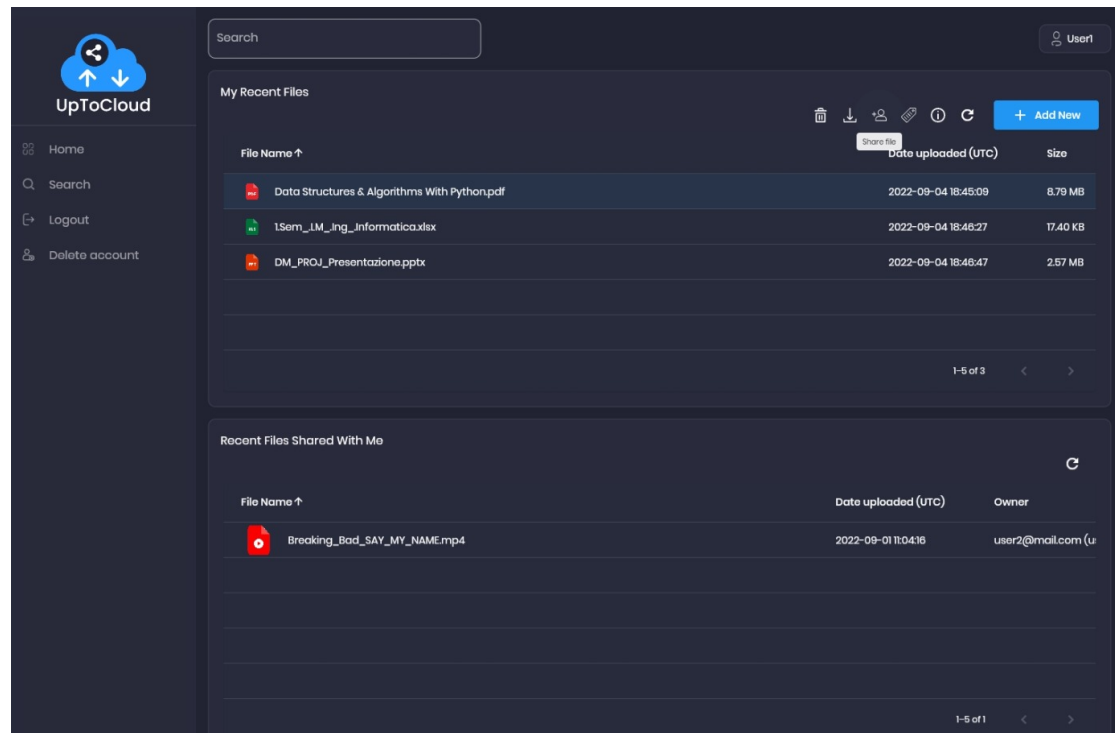 UpToCloud
Home
Search
Logout
Delete account
Search
User1
My Recent Files
+ Add New
Share file
File Name ↑ Date uploaded (UTC) Size
Data Structures & Algorithms With Python.pdf 2022-09-04 18:45:09 8.79 MB
1.Sem_LM_Ing_Informatica.xlsx 2022-09-04 18:46:27 17.40 KB
DM_PROJ_Presentazione.pptx 2022-09-04 18:46:47 2.57 MB
1–5 of 3
Recent Files Shared With Me
File Name ↑ Date uploaded (UTC) Owner
Breaking_Bad_SAY_MY_NAME.mp4 2022-09-01 11:04:16 user2@mail.com (u
1–5 of 1